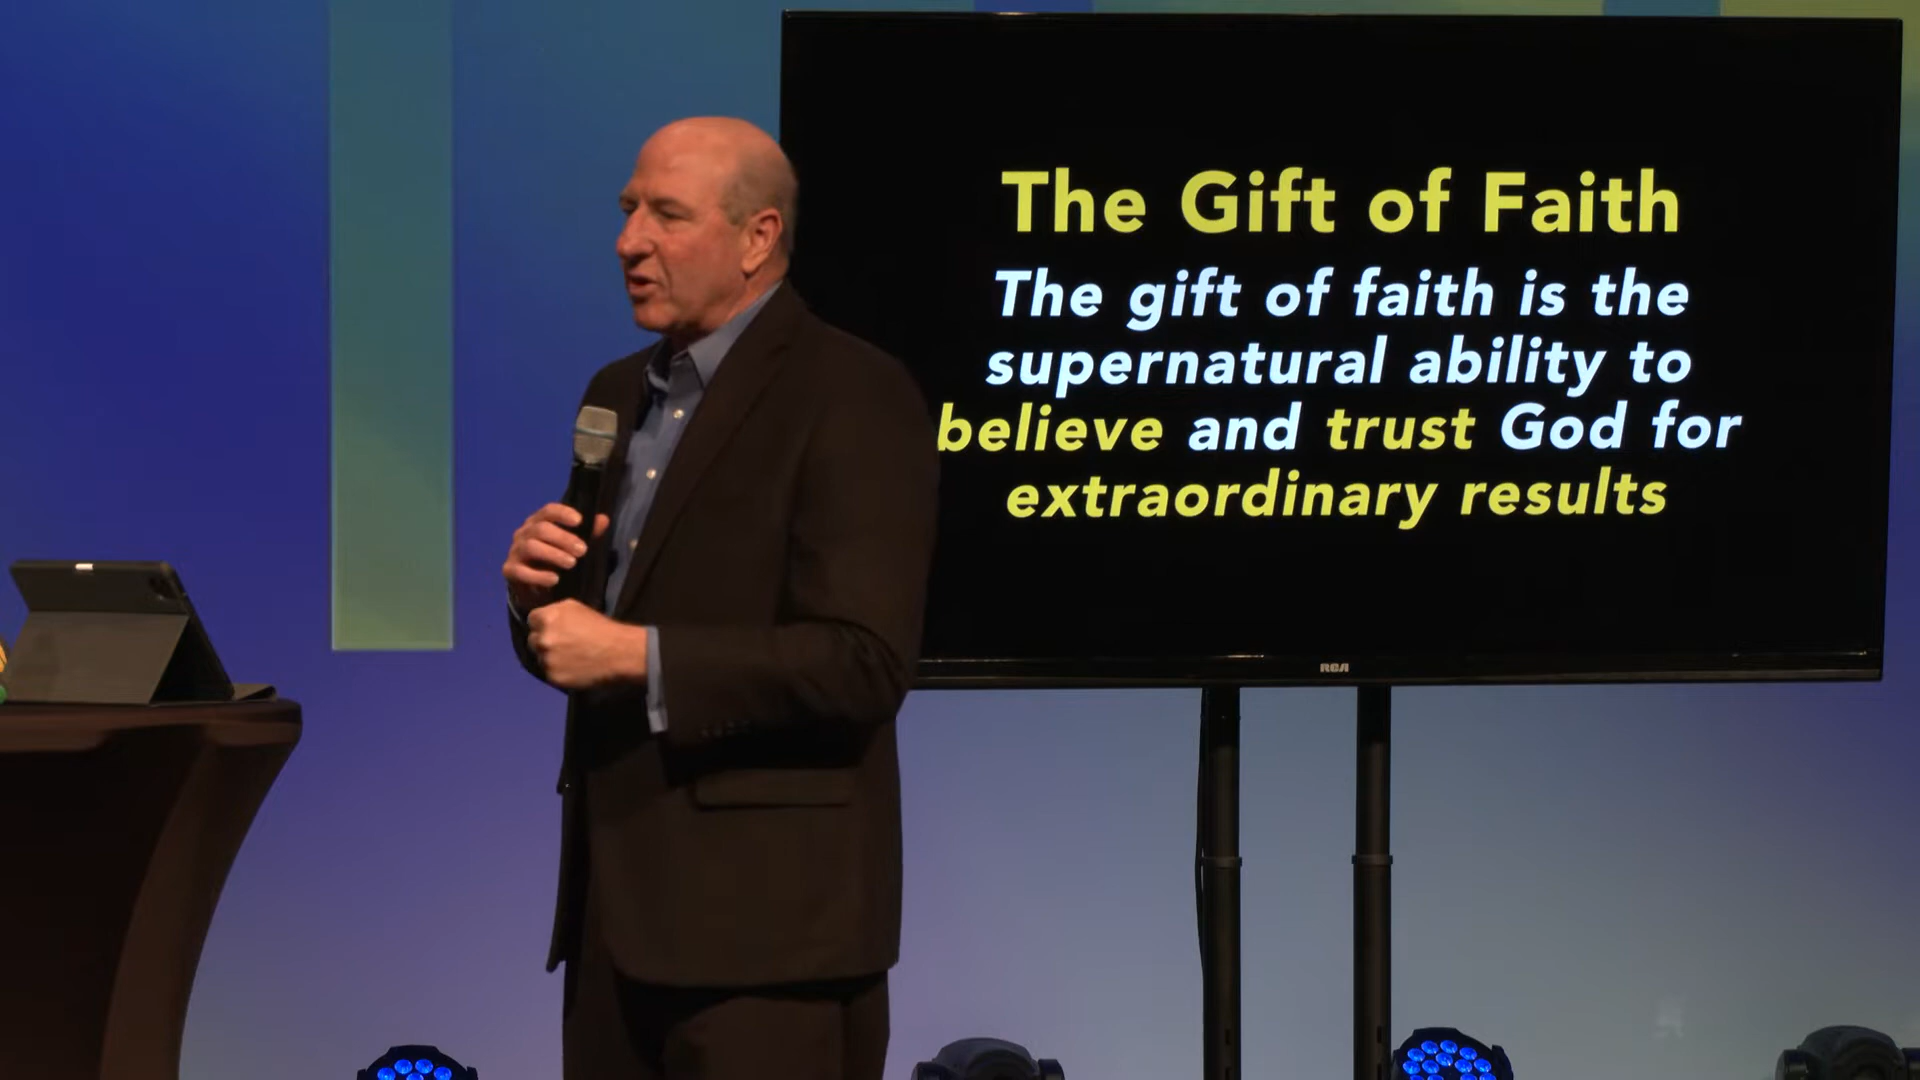 The Gift of Faith
The gift of faith is the
supernatural ability to
believe and trust God for
extraordinary results
RCA